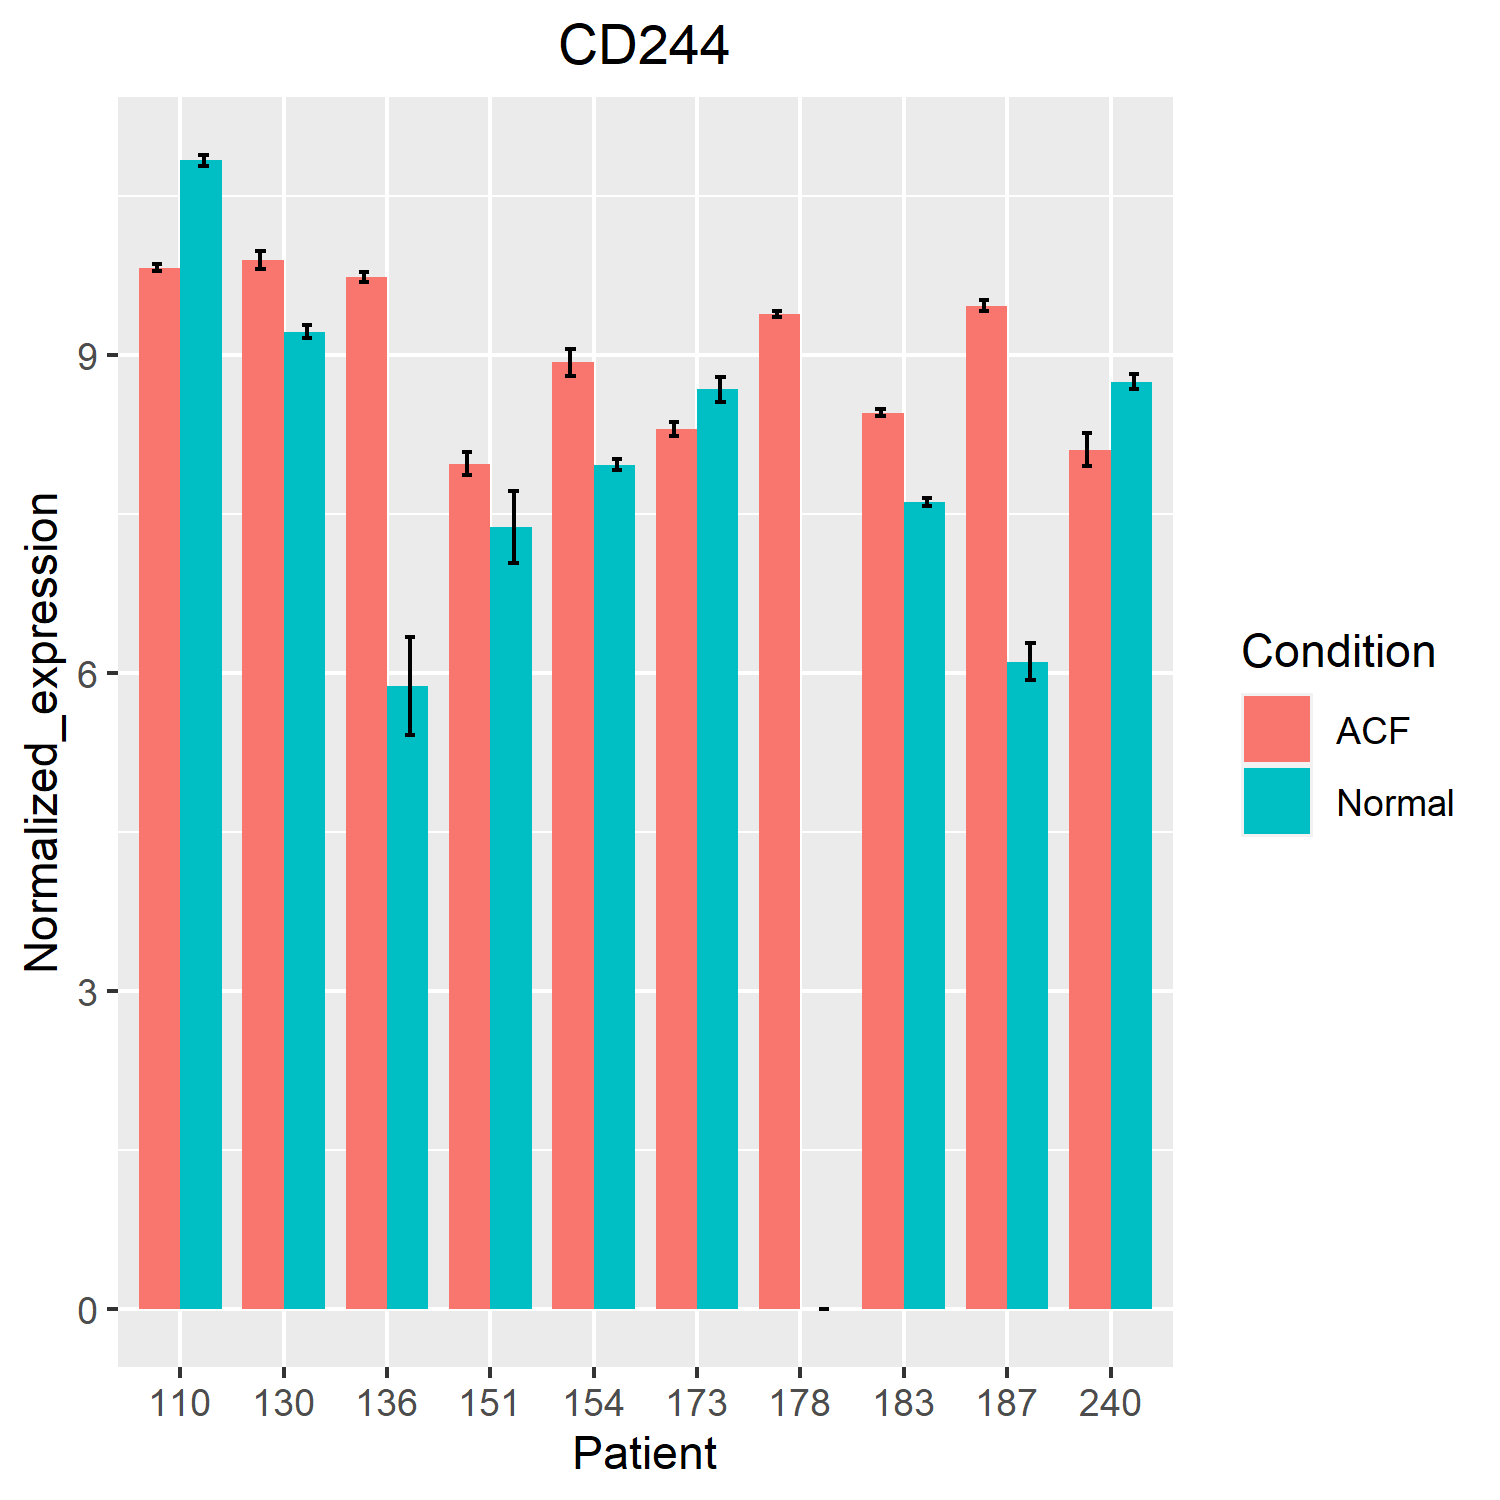 CD244
Normalized_expression
9
6
3
0
110 130 136 151 154 173 178 183 187 240
Patient
Condition
ACF
Normal